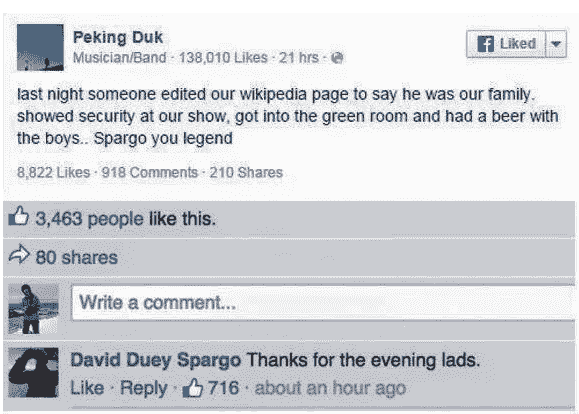 Peking Duk
Musician/Band · 138,010 Likes · 21 hrs ·
Liked
last night someone edited our wikipedia page to say he was our family.
showed security at our show, got into the green room and had a beer with
the boys.. Spargo you legend
8,822 Likes · 918 Comments · 210 Shares
3,463 people like this.
80 shares
Write a comment...
David Duey Spargo Thanks for the evening lads.
Like · Reply · 716 · about an hour ago